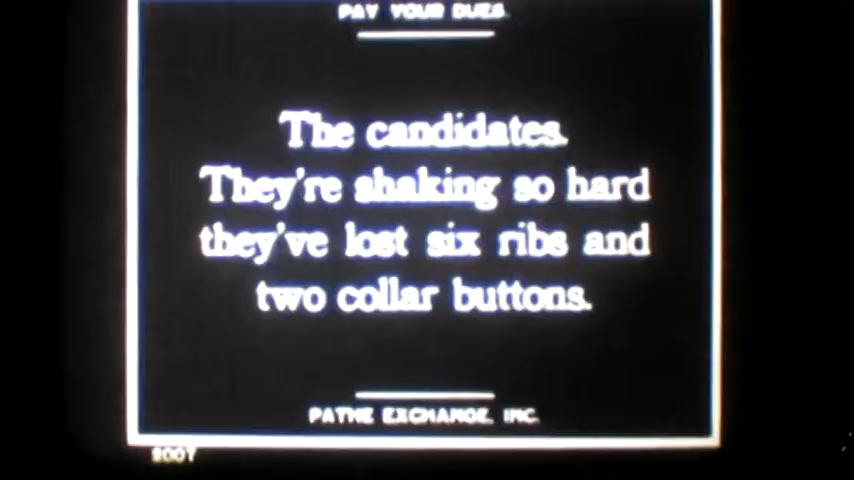 PAY YOUR DUES.
The candidates.
They're shaking so hard
they've lost six ribs and
two collar buttons.
PATHE EXCHANGE, INC.